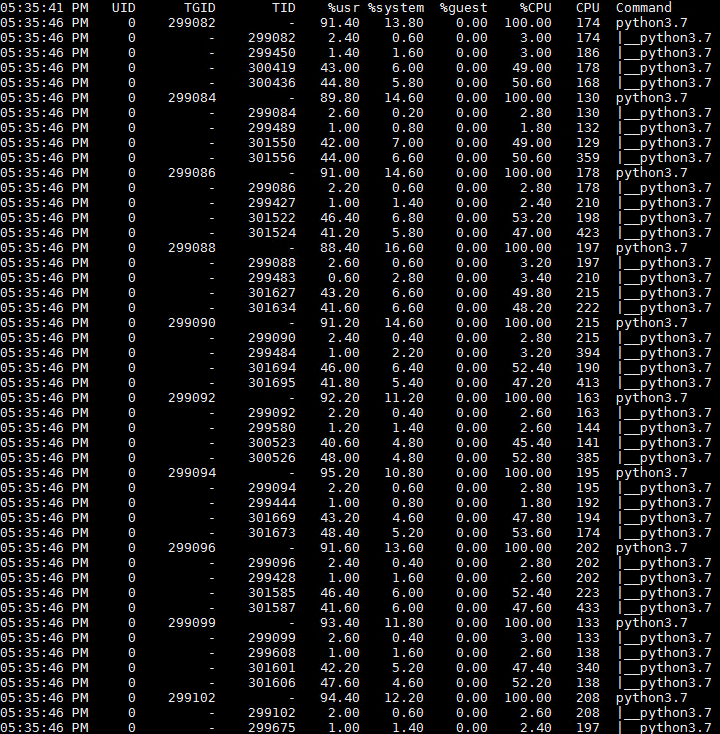 05:35:41 PM   UID      TGID       TID    %usr %system  %guest    %CPU   CPU  Command
05:35:46 PM     0    299082         -   91.40   13.80    0.00  100.00   174  python3.7
05:35:46 PM     0         -    299082    2.40    0.60    0.00    3.00   174  |__python3.7
05:35:46 PM     0         -    299450    1.40    1.60    0.00    3.00   186  |__python3.7
05:35:46 PM     0         -    300419   43.00    6.00    0.00   49.00   178  |__python3.7
05:35:46 PM     0         -    300436   44.80    5.80    0.00   50.60   168  |__python3.7
05:35:46 PM     0    299084         -   89.80   14.60    0.00  100.00   130  python3.7
05:35:46 PM     0         -    299084    2.60    0.20    0.00    2.80   130  |__python3.7
05:35:46 PM     0         -    299489    1.00    0.80    0.00    1.80   132  |__python3.7
05:35:46 PM     0         -    301550   42.00    7.00    0.00   49.00   129  |__python3.7
05:35:46 PM     0         -    301556   44.00    6.60    0.00   50.60   359  |__python3.7
05:35:46 PM     0    299086         -   91.00   14.60    0.00  100.00   178  python3.7
05:35:46 PM     0         -    299086    2.20    0.60    0.00    2.80   178  |__python3.7
05:35:46 PM     0         -    299427    1.00    1.40    0.00    2.40   210  |__python3.7
05:35:46 PM     0         -    301522   46.40    6.80    0.00   53.20   198  |__python3.7
05:35:46 PM     0         -    301524   41.20    5.80    0.00   47.00   423  |__python3.7
05:35:46 PM     0    299088         -   88.40   16.60    0.00  100.00   197  python3.7
05:35:46 PM     0         -    299088    2.60    0.60    0.00    3.20   197  |__python3.7
05:35:46 PM     0         -    299483    0.60    2.80    0.00    3.40   210  |__python3.7
05:35:46 PM     0         -    301627   43.20    6.60    0.00   49.80   215  |__python3.7
05:35:46 PM     0         -    301634   41.60    6.60    0.00   48.20   222  |__python3.7
05:35:46 PM     0    299090         -   91.20   14.60    0.00  100.00   215  python3.7
05:35:46 PM     0         -    299090    2.40    0.40    0.00    2.80   215  |__python3.7
05:35:46 PM     0         -    299484    1.00    2.20    0.00    3.20   394  |__python3.7
05:35:46 PM     0         -    301694   46.00    6.40    0.00   52.40   190  |__python3.7
05:35:46 PM     0         -    301695   41.80    5.40    0.00   47.20   413  |__python3.7
05:35:46 PM     0    299092         -   92.20   11.20    0.00  100.00   163  python3.7
05:35:46 PM     0         -    299092    2.20    0.40    0.00    2.60   163  |__python3.7
05:35:46 PM     0         -    299580    1.20    1.40    0.00    2.60   144  |__python3.7
05:35:46 PM     0         -    300523   40.60    4.80    0.00   45.40   141  |__python3.7
05:35:46 PM     0         -    300526   48.00    4.80    0.00   52.80   385  |__python3.7
05:35:46 PM     0    299094         -   95.20   10.80    0.00  100.00   195  python3.7
05:35:46 PM     0         -    299094    2.20    0.60    0.00    2.80   195  |__python3.7
05:35:46 PM     0         -    299444    1.00    0.80    0.00    1.80   192  |__python3.7
05:35:46 PM     0         -    301669   43.20    4.60    0.00   47.80   194  |__python3.7
05:35:46 PM     0         -    301673   48.40    5.20    0.00   53.60   174  |__python3.7
05:35:46 PM     0    299096         -   91.60   13.60    0.00  100.00   202  python3.7
05:35:46 PM     0         -    299096    2.40    0.40    0.00    2.80   202  |__python3.7
05:35:46 PM     0         -    299428    1.00    1.60    0.00    2.60   202  |__python3.7
05:35:46 PM     0         -    301585   46.40    6.00    0.00   52.40   223  |__python3.7
05:35:46 PM     0         -    301587   41.60    6.00    0.00   47.60   433  |__python3.7
05:35:46 PM     0    299099         -   93.40   11.80    0.00  100.00   133  python3.7
05:35:46 PM     0         -    299099    2.60    0.40    0.00    3.00   133  |__python3.7
05:35:46 PM     0         -    299608    1.00    1.60    0.00    2.60   138  |__python3.7
05:35:46 PM     0         -    301601   42.20    5.20    0.00   47.40   340  |__python3.7
05:35:46 PM     0         -    301606   47.60    4.60    0.00   52.20   138  |__python3.7
05:35:46 PM     0    299102         -   94.40   12.20    0.00  100.00   208  python3.7
05:35:46 PM     0         -    299102    2.00    0.60    0.00    2.60   208  |__python3.7
05:35:46 PM     0         -    299675    1.00    1.40    0.00    2.40   197  |__python3.7